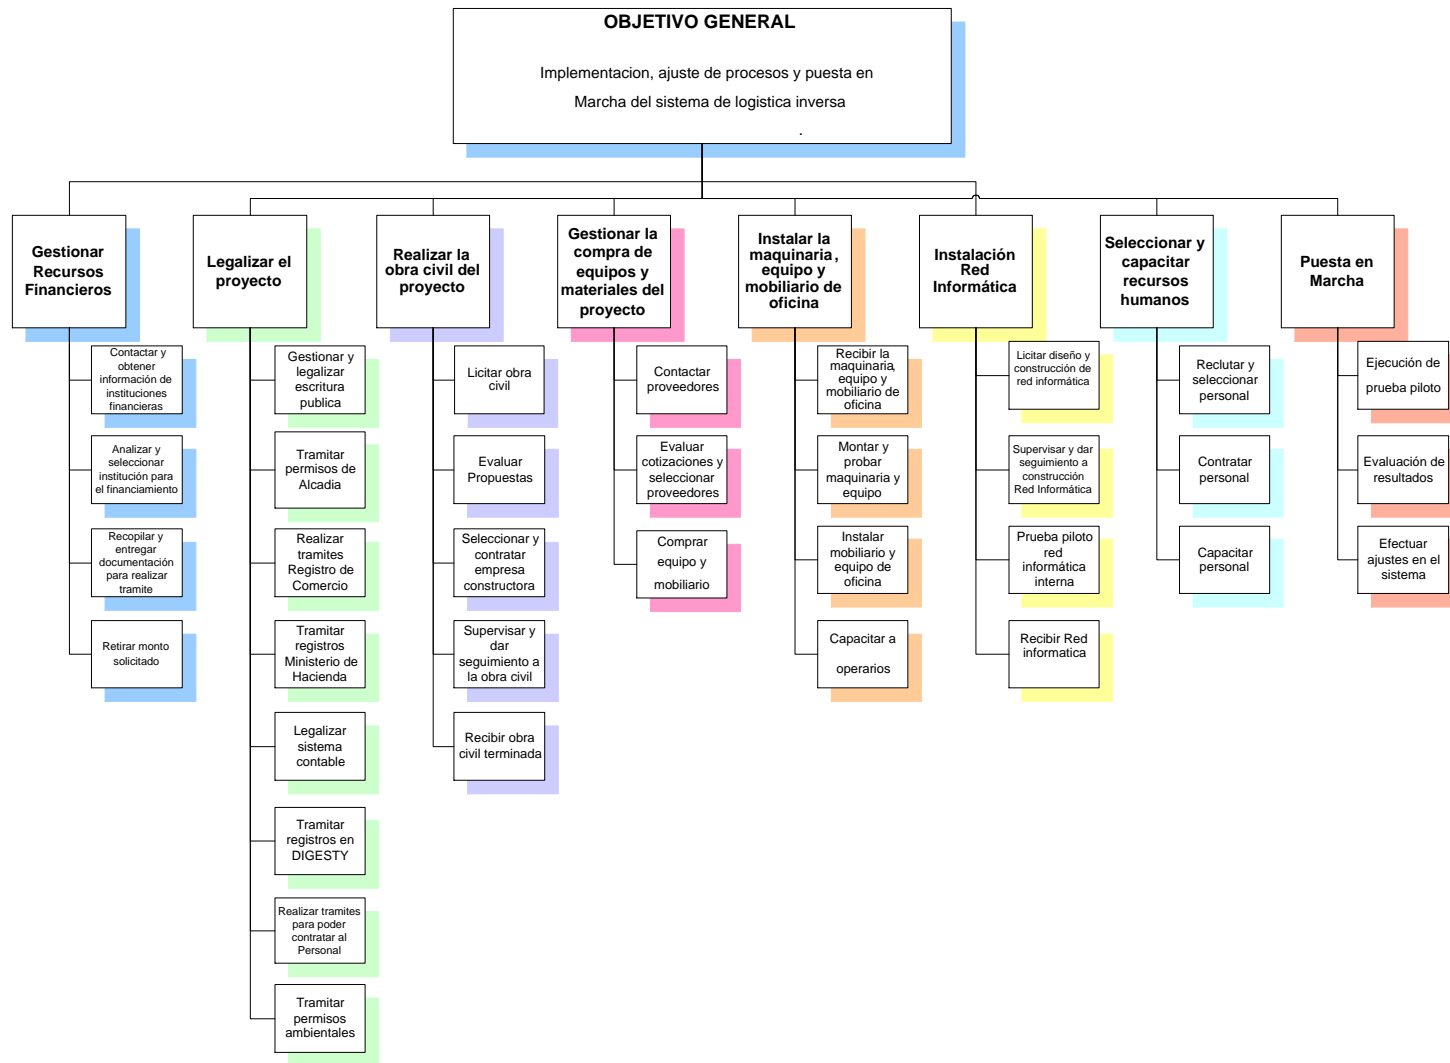 OBJETIVO GENERAL
Implementacion, ajuste de procesos y puesta en
Marcha del sistema de logistica inversa
.
Gestionar
Recursos
Financieros
Contactar y
obtener
información de
instituciones
financieras
Analizar y
seleccionar
institución para
el financiamiento
Recopilar y
entregar
documentación
para realizar
tramite
Retirar monto
solicitado
Legalizar el
proyecto
Gestionar y
legalizar
escritura
publica
Tramitar
permisos de
Alcadia
Realizar
tramites
Registro de
Comercio
Tramitar
registros
Ministerio de
Hacienda
Legalizar
sistema
contable
Tramitar
registros en
DIGESTY
Realizar tramites
para poder
contratar al
Personal
Tramitar
permisos
ambientales
Realizar la
obra civil del
proyecto
Licitar obra
civil
Evaluar
Propuestas
Seleccionar y
contratar
empresa
constructora
Supervisar y
dar
seguimiento a
la obra civil
Recibir obra
civil terminada
Gestionar la
compra de
equipos y
materiales del
proyecto
Contactar
proveedores
Evaluar
cotizaciones y
seleccionar
proveedores
Comprar
equipo y
mobiliario
Instalar la
maquinaria,
equipo y
mobiliario de
oficina
Recibir la
maquinaria,
equipo y
mobiliario de
oficina
Montar y
probar
maquinaria y
equipo
Instalar
mobiliario y
equipo de
oficina
Capacitar a
operarios
Instalación
Red
Informática
Licitar diseño y
construcción de
red informática
Supervisar y dar
seguimiento a
construcción
Red Informática
Prueba piloto
red
informática
interna
Recibir Red
informatica
Seleccionar y
capacitar
recursos
humanos
Reclutar y
seleccionar
personal
Contratar
personal
Capacitar
personal
Puesta en
Marcha
Ejecución de
prueba piloto
Evaluación de
resultados
Efectuar
ajustes en el
sistema